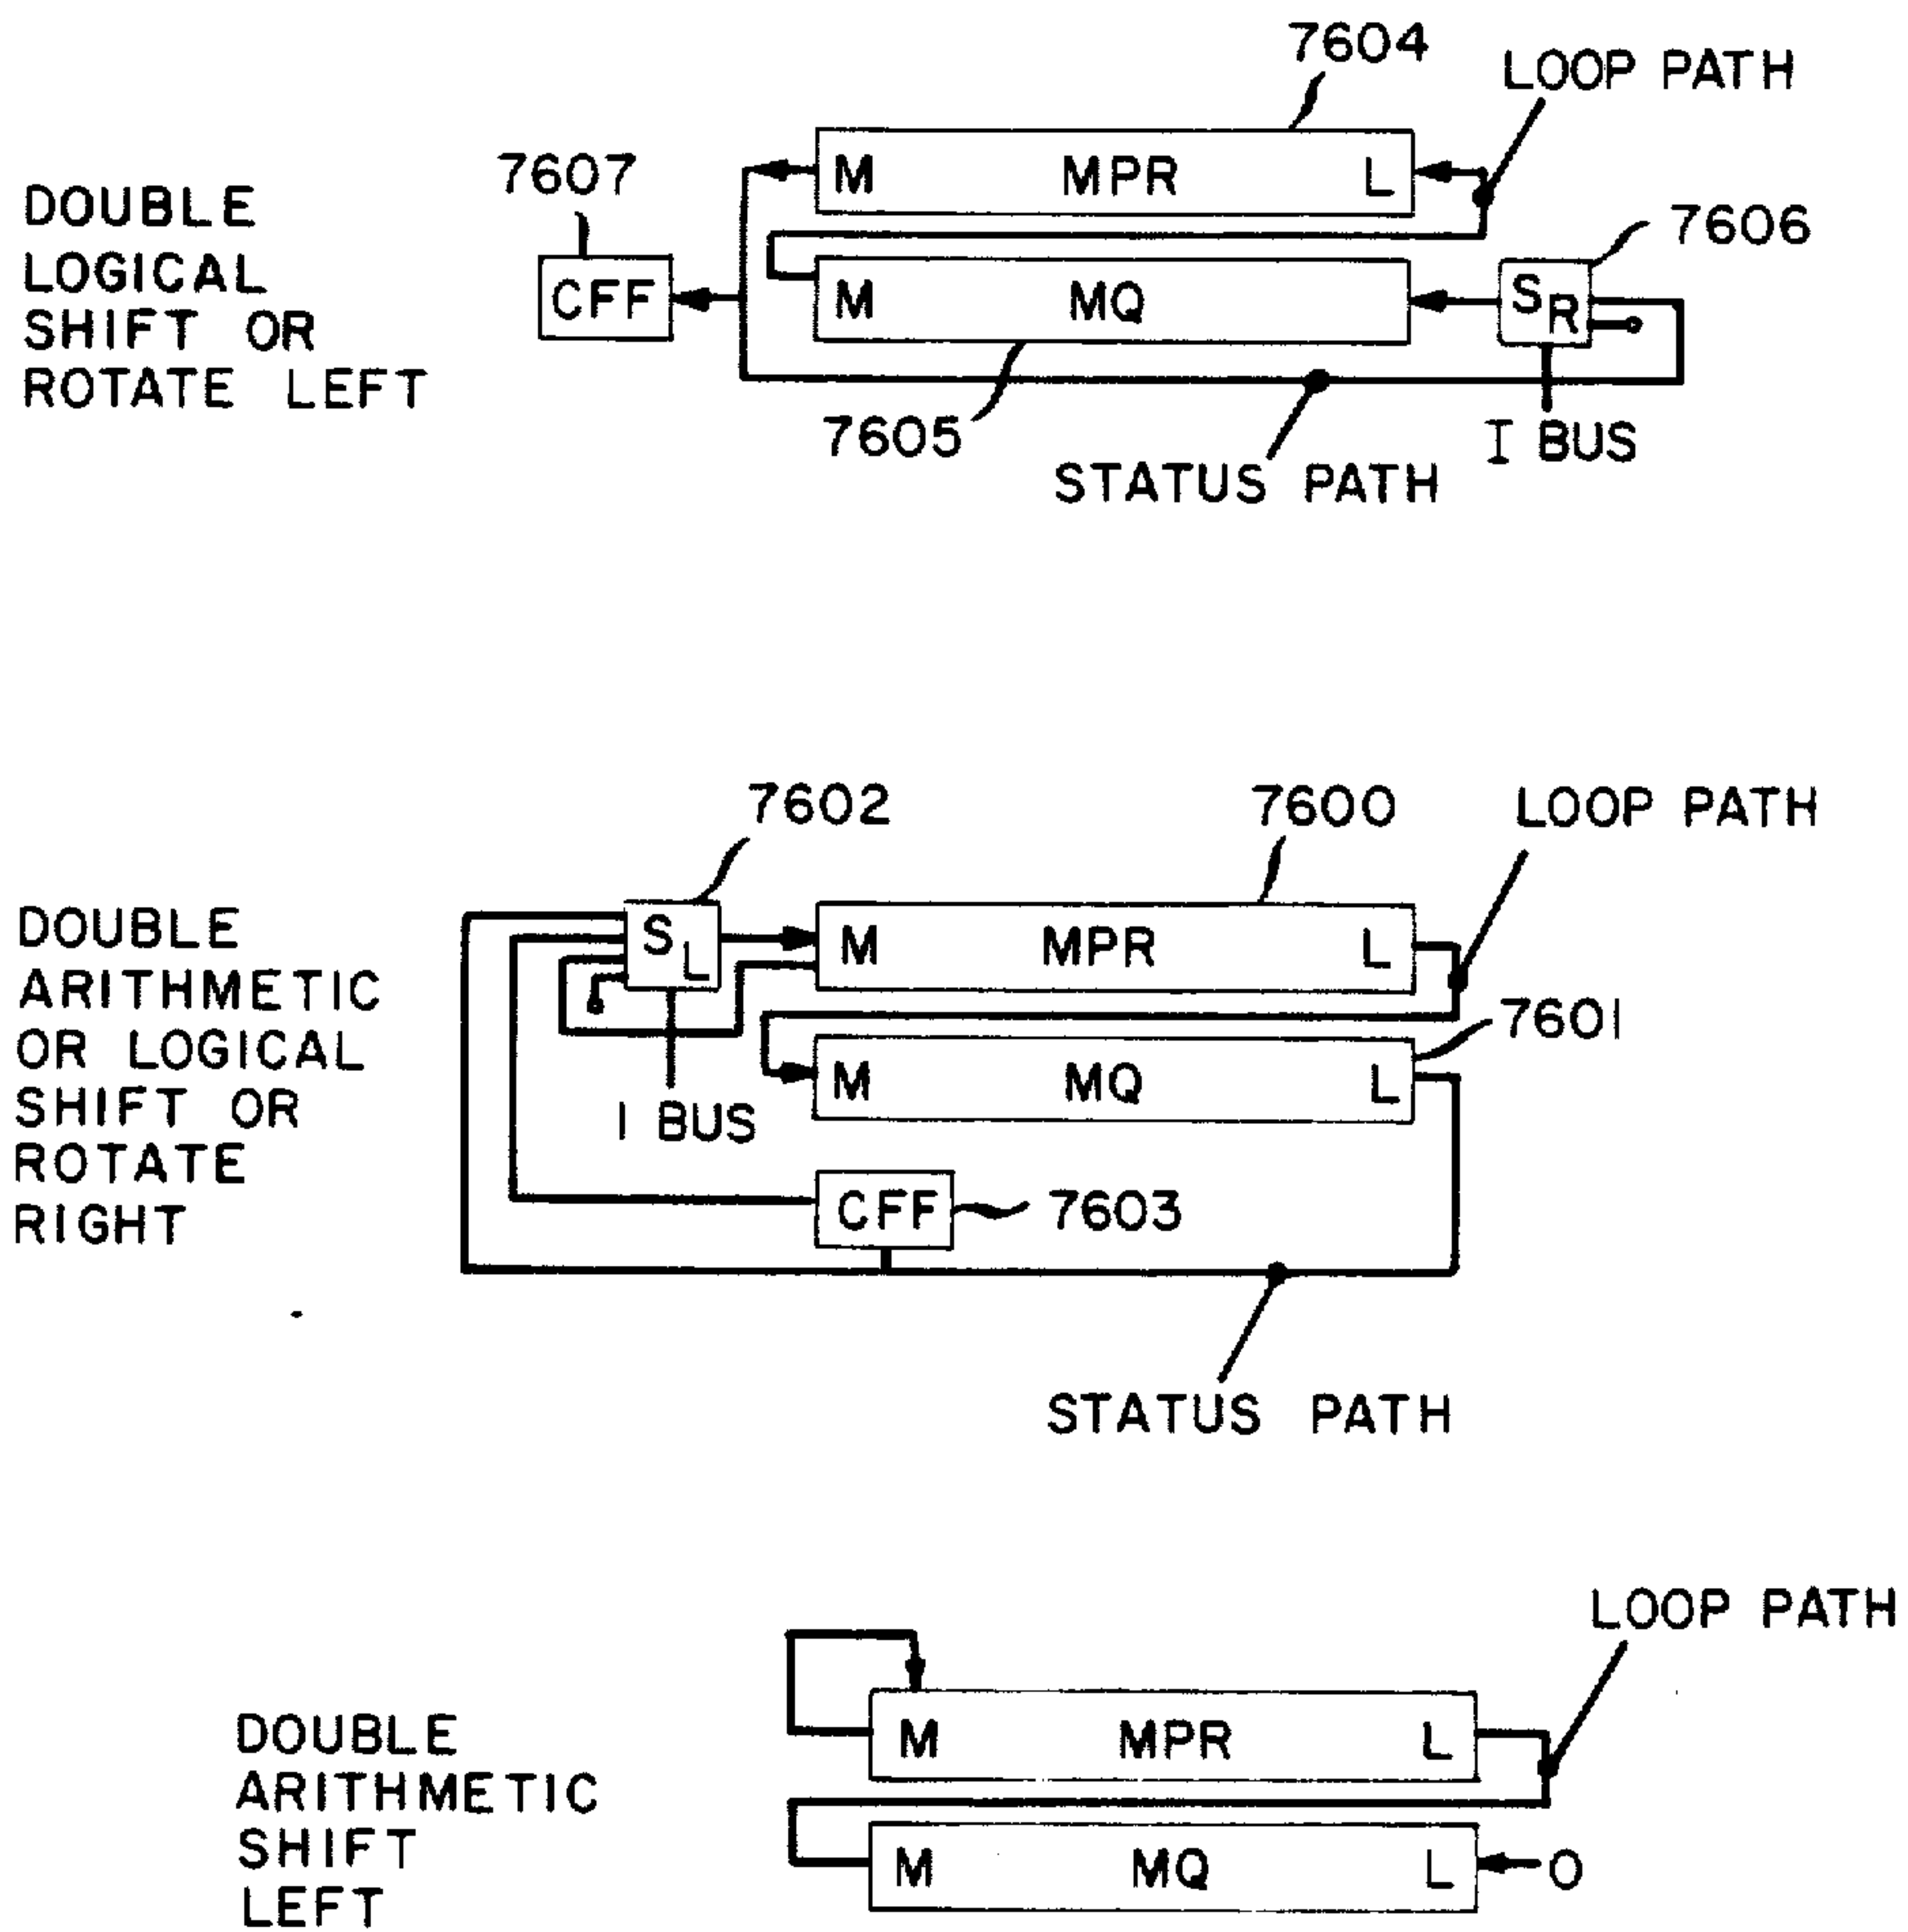 7604
LOOP PATH
7607
DOUBLE
LOGICAL
SHIFT OR
ROTATE LEFT
M MPR L
7606
CFF
M MQ
SR
7605
I BUS
STATUS PATH
7602
7600
LOOP PATH
DOUBLE
ARITHMETIC
OR LOGICAL
SHIFT OR
ROTATE
RIGHT
SL
M MPR L
7601
M MQ L
I BUS
CFF
7603
STATUS PATH
LOOP PATH
DOUBLE
ARITHMETIC
SHIFT
LEFT
M MPR L
M MQ L
0